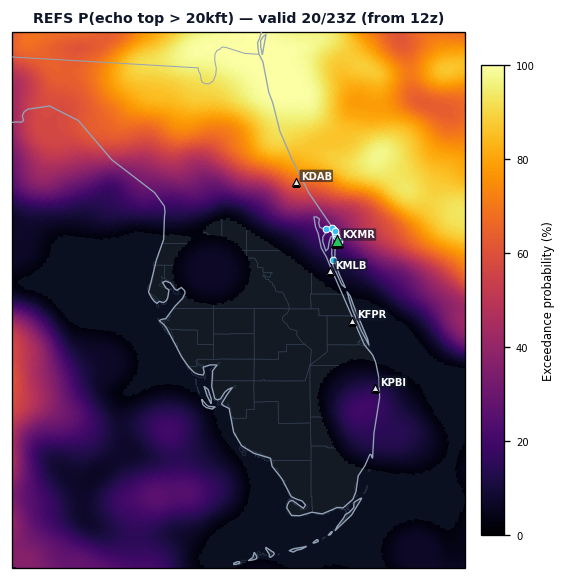 REFS P(echo top > 20kft) — valid 20/23Z (from 12z)
KDAB
KXMR
KMLB
KFPR
KPBI
100
80
60
40
20
0
Exceedance probability (%)